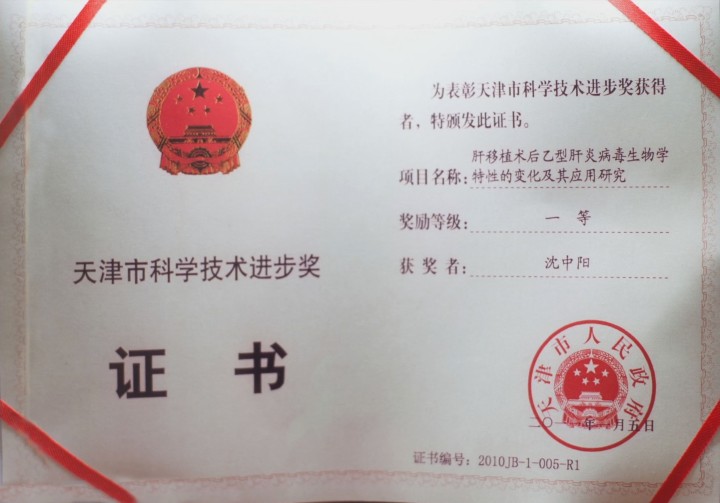 天津市科学技术进步奖
证 书
为表彰天津市科学技术进步奖获得
者，特颁发此证书。
肝移植术后乙型肝炎病毒生物学
项目名称：特性的变化及其应用研究
奖励等级： 一 等
获 奖 者： 沈中阳
天津市人民政府
二〇一 年 月五日
证书编号：2010JB-1-005-R1